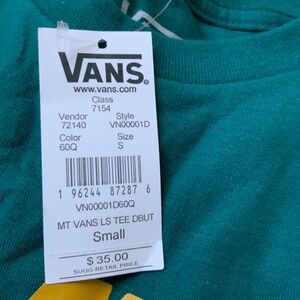 VANS®
www.vans.com
Class
7154
Vendor Style
72140 VN00001D
Color Size
60Q S
1 96244 87287 6
VN00001D60Q
MT VANS LS TEE DBUT
Small
$ 35.00
SUGG RETAIL PRICE